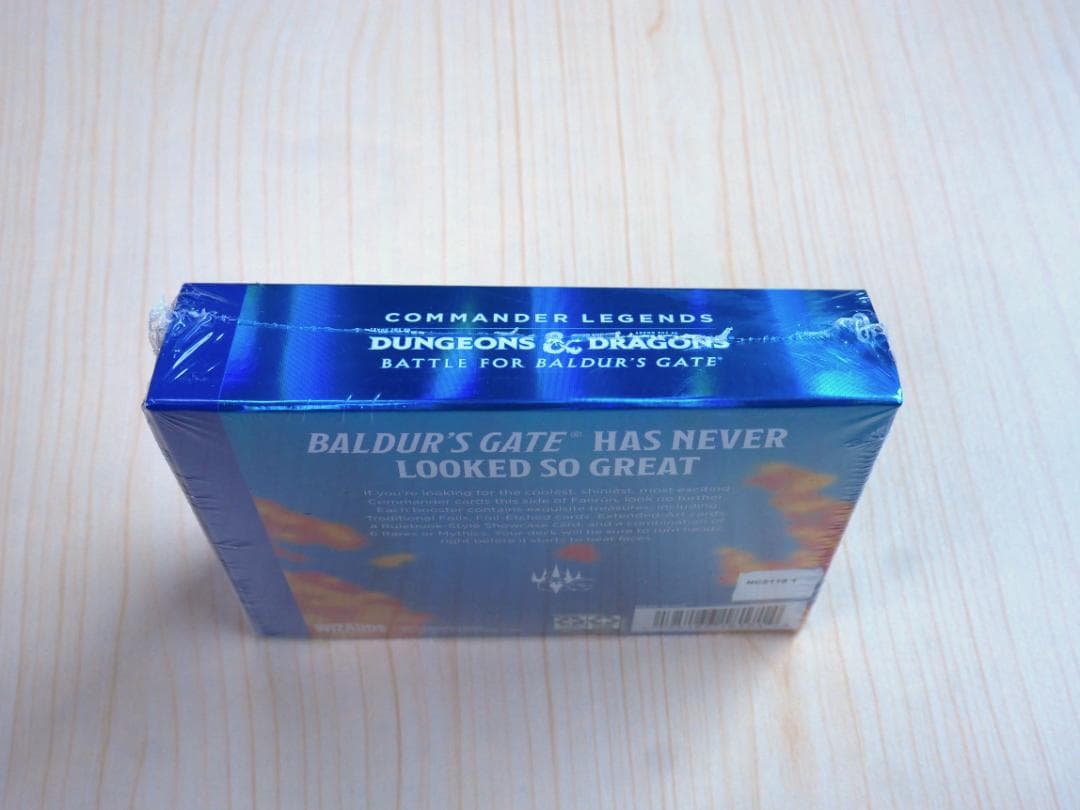 COMMANDER LEGENDS
DUNGEONS & DRAGONS
BATTLE FOR BALDUR'S GATE
BALDUR'S GATE® HAS NEVER
LOOKED SO GREAT
If you're looking for the coolest, shiniest, most exciting
Commander cards this side of Faerûn, look no further.
Each booster contains exquisite treasures, including
Traditional Foils, Foil-Etched Cards, Extended
a Rulebook-Style Showcase card, and a combination of
6 Rares or Mythics. Your deck will be sure to turn heads
right before it starts to melt faces.
WIZARDS